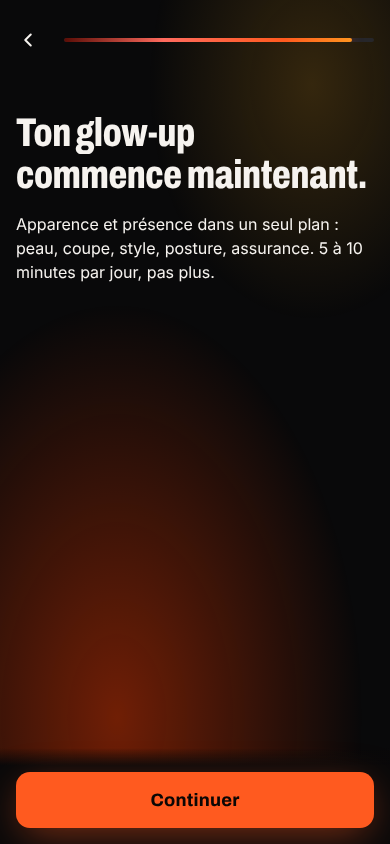 Ton glow-up
commence maintenant.
Apparence et présence dans un seul plan :
peau, coupe, style, posture, assurance. 5 à 10
minutes par jour, pas plus.
Continuer